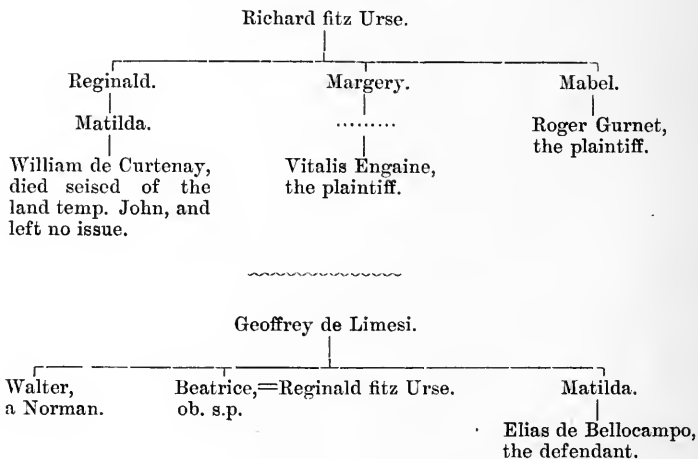 Richard fitz Urse.
Reginald. Margery. Mabel.
Matilda. ......... Roger Gurnet,
the plaintiff.
William de Curtenay, Vitalis Engaine,
died seised of the the plaintiff.
land temp. John, and
left no issue.
Geoffrey de Limesi.
Walter, Beatrice,=Reginald fitz Urse. Matilda.
a Norman. ob. s.p.
Elias de Bellocampo,
the defendant.